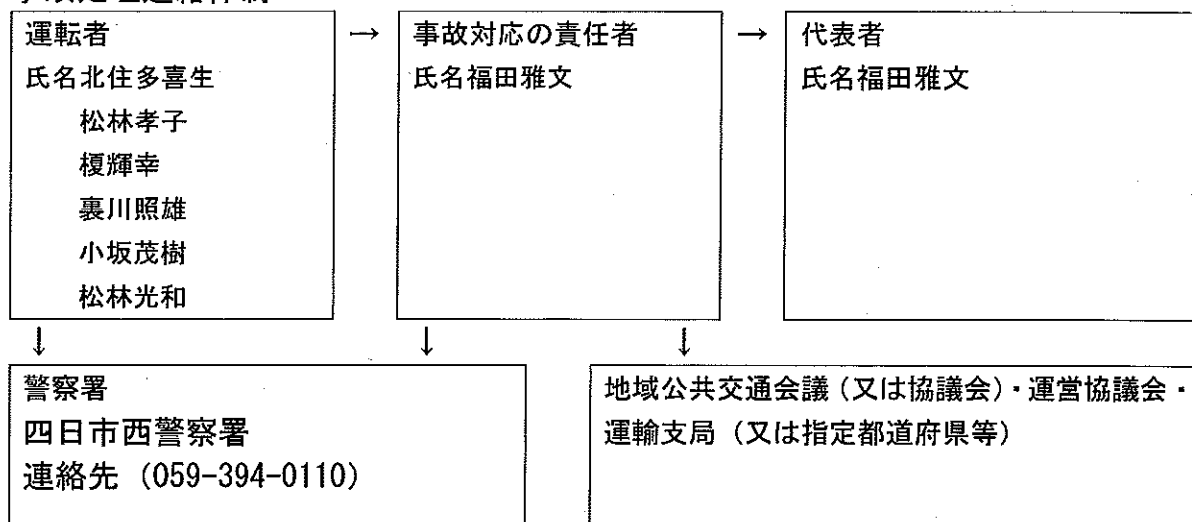 運転者
氏名北住多喜生
松林孝子
榎輝幸
裏川照雄
小坂茂樹
松林光和
→
事故対応の責任者
氏名福田雅文
→
代表者
氏名福田雅文
↓
↓
↓
警察署
四日市西警察署
連絡先（059-394-0110）
地域公共交通会議（又は協議会）・運営協議会・
運輸支局（又は指定都道府県等）